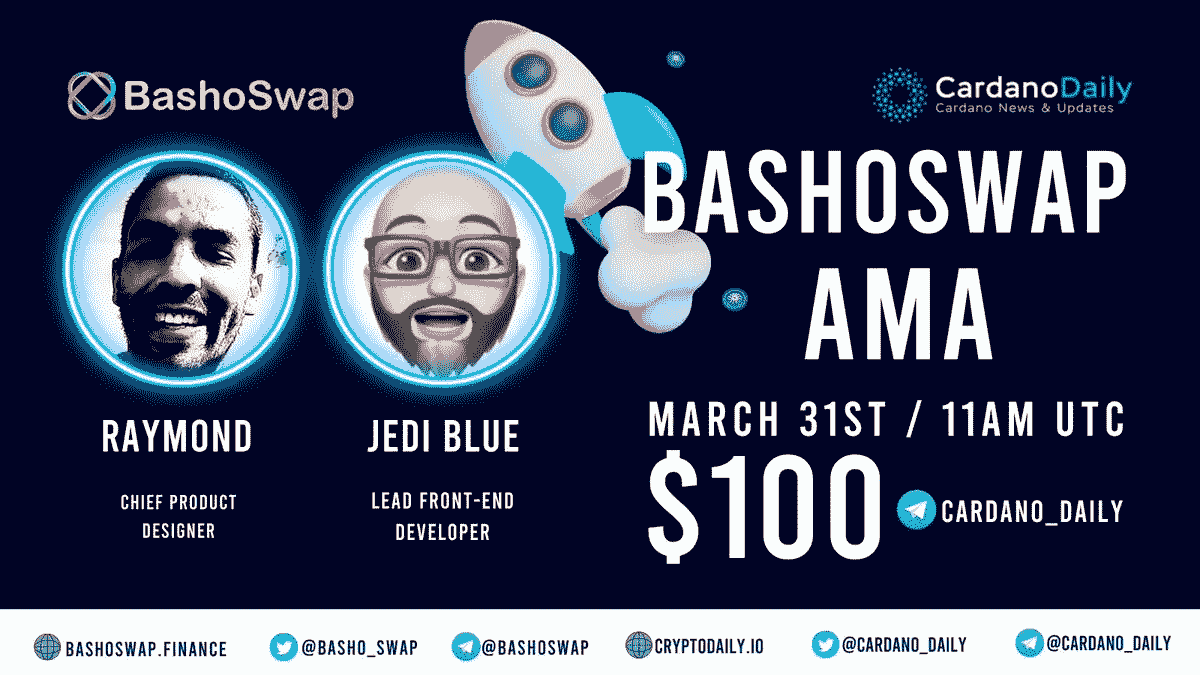 BashoSwap
CardanoDaily
Cardano News & Updates
BASHOSWAP
AMA
RAYMOND
CHIEF PRODUCT
DESIGNER
JEDI BLUE
LEAD FRONT-END
DEVELOPER
MARCH 31ST / 11AM UTC
$100
CARDANO_DAILY
BASHOSWAP.FINANCE
@BASHO_SWAP
@BASHOSWAP
CRYPTODAILY.IO
@CARDANO_DAILY
@CARDANO_DAILY